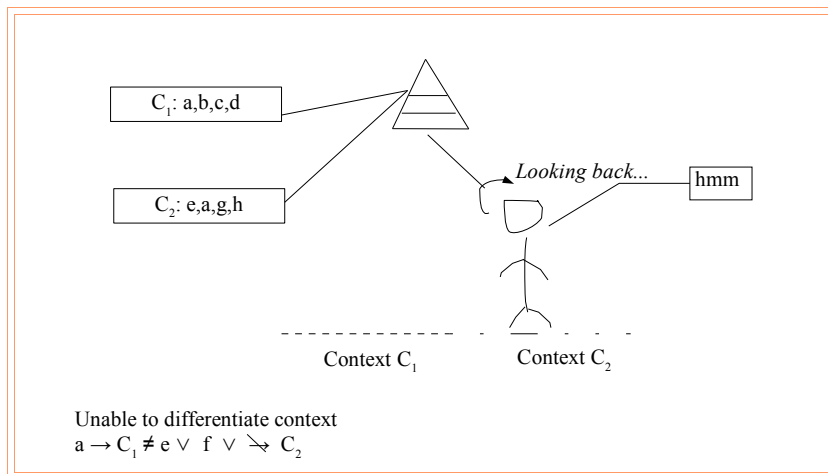 C₁: a,b,c,d
Looking back...
hmm
C₂: e,a,g,h
Context C₁
Context C₂
Unable to differentiate context
a → C₁ ≠ e ∨ f ∨ ↛ C₂